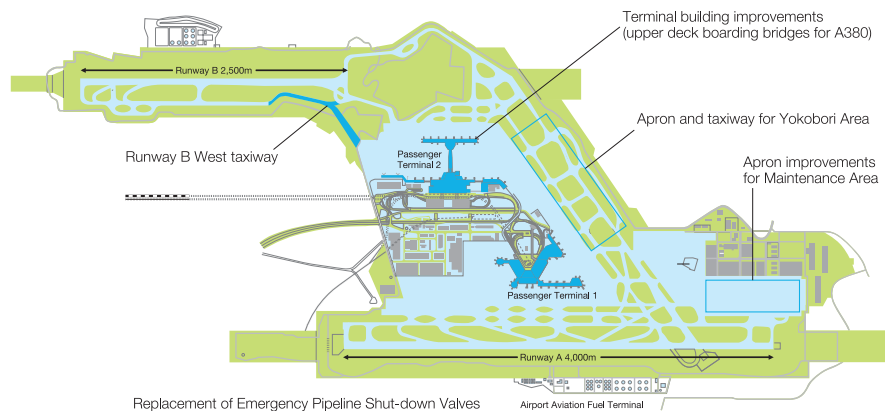 Terminal building improvements
(upper deck boarding bridges for A380)
Runway B 2,500m
Apron and taxiway for Yokobori Area
Runway B West taxiway
Passenger
Terminal 2
Apron improvements
for Maintenance Area
Passenger Terminal 1
Runway A 4,000m
Replacement of Emergency Pipeline Shut-down Valves
Airport Aviation Fuel Terminal